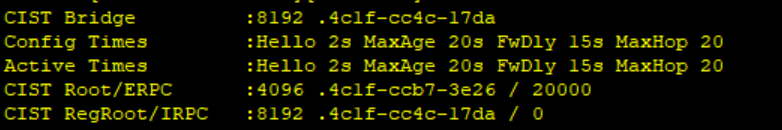 CIST Bridge :8192 .4c1f-cc4c-17da
Config Times :Hello 2s MaxAge 20s FwDly 15s MaxHop 20
Active Times :Hello 2s MaxAge 20s FwDly 15s MaxHop 20
CIST Root/ERPC :4096 .4c1f-ccb7-3e26 / 20000
CIST RegRoot/IRPC :8192 .4c1f-cc4c-17da / 0